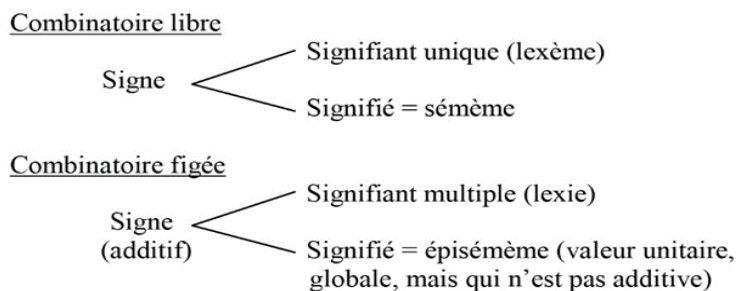 Combinatoire libre
Signifiant unique (lexème)
Signe
Signifié = sémème
Combinatoire figée
Signifiant multiple (lexie)
Signe
(additif)
Signifié = épisémème (valeur unitaire,
globale, mais qui n'est pas additive)